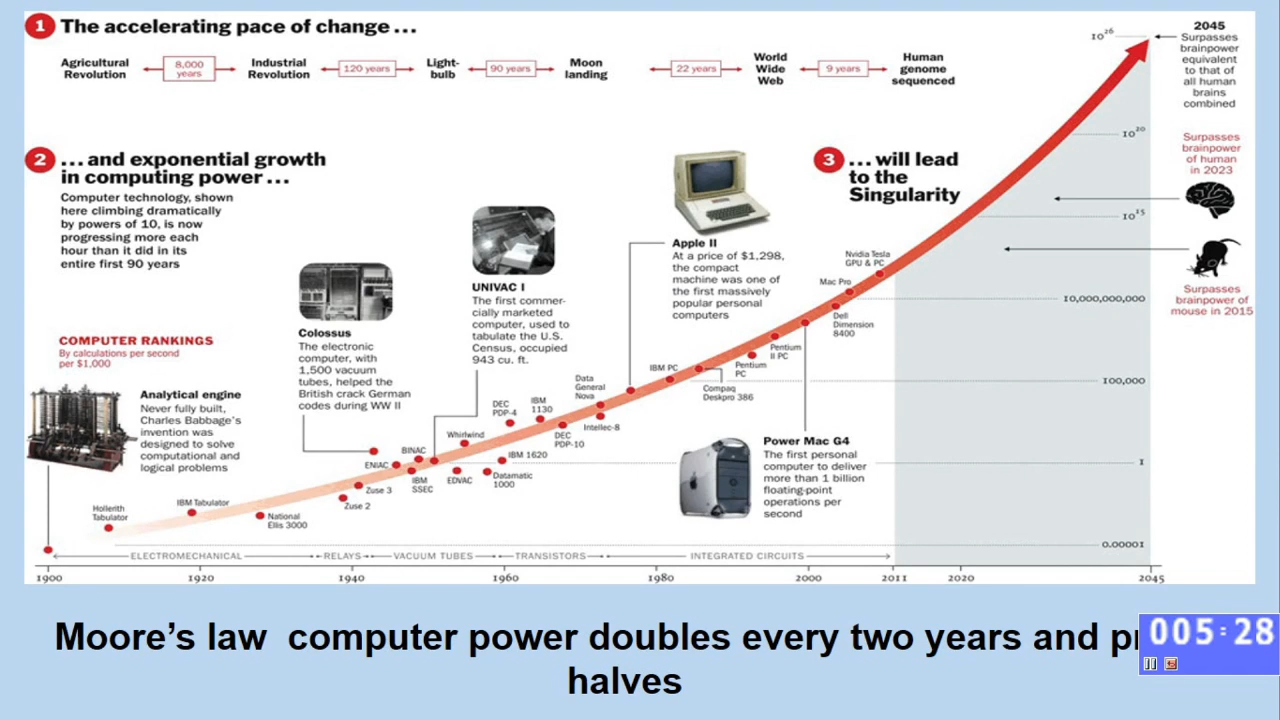 1 The accelerating pace of change ...
Agricultural
Revolution
8,000
years
Industrial
Revolution
120 years
Light-
bulb
90 years
Moon
landing
22 years
World
Wide
Web
9 years
Human
genome
sequenced
2 ... and exponential growth
in computing power ...
Computer technology, shown
here climbing dramatically
by powers of 10, is now
progressing more each
hour than it did in its
entire first 90 years
COMPUTER RANKINGS
By calculations per second
per $1,000
Analytical engine
Never fully built,
Charles Babbage's
invention was
designed to solve
computational and
logical problems
Colossus
The electronic
computer, with
1,500 vacuum
tubes, helped the
British crack German
codes during WW II
UNIVAC I
The first commer-
cially marketed
computer, used to
tabulate the U.S.
Census, occupied
943 cu. ft.
Apple II
At a price of $1,298,
the compact
machine was one of
the first massively
popular personal
computers
Power Mac G4
The first personal
computer to deliver
more than 1 billion
floating-point
operations per
second
3 ... will lead
to the
Singularity
2045
Surpasses
brainpower
equivalent
to that of
all human
brains
combined
Surpasses
brainpower
of human
in 2023
Surpasses
brainpower of
mouse in 2015
Hollerith
Tabulator
IBM Tabulator
National
Ellis 3000
Zuse 2
Zuse 3
ENIAC
BINAC
IBM
SSEC
Whirlwind
EDVAC
DEC
PDP-4
IBM
1130
IBM 1620
Datamatic
1000
DEC
PDP-10
Data
General
Nova
Intellec-8
IBM PC
Compaq
Deskpro 386
Pentium
PC
Pentium
II PC
Mac Pro
Dell
Dimension
8400
Nvidia Tesla
GPU & PC
10²⁶
10²⁰
10¹⁵
10,000,000,000
100,000
1
0.00001
ELECTROMECHANICAL
RELAYS
VACUUM TUBES
TRANSISTORS
INTEGRATED CIRCUITS
1900
1920
1940
1960
1980
2000
2011
2020
2045
Moore's law computer power doubles every two years and
halves
005:28